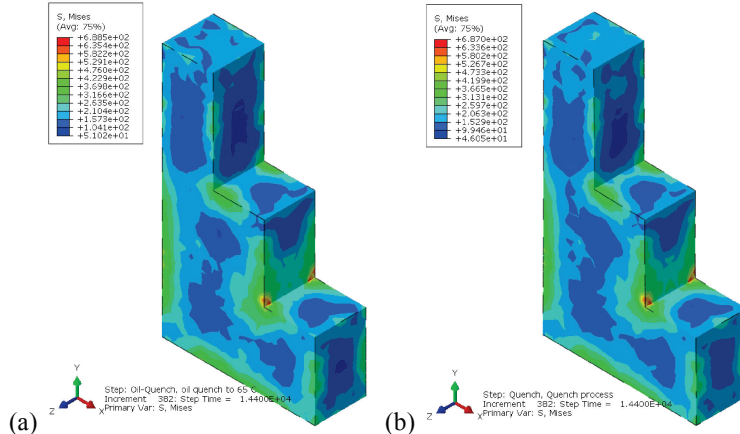 S, Mises
(Avg: 75%)
+6.885e+02
+6.354e+02
+5.822e+02
+5.291e+02
+4.760e+02
+4.229e+02
+3.698e+02
+3.166e+02
+2.635e+02
+2.104e+02
+1.573e+02
+1.041e+02
+5.102e+01
Y
Z
X
Step: Oil-Quench, oil quench to 65 C
Increment 382: Step Time = 1.4400E+04
Primary Var: S, Mises
(a)
S, Mises
(Avg: 75%)
+6.870e+02
+6.336e+02
+5.802e+02
+5.267e+02
+4.733e+02
+4.199e+02
+3.665e+02
+3.131e+02
+2.597e+02
+2.063e+02
+1.529e+02
+9.946e+01
+4.605e+01
Y
Z
X
Step: Quench, Quench process
Increment 382: Step Time = 1.4400E+04
Primary Var: S, Mises
(b)